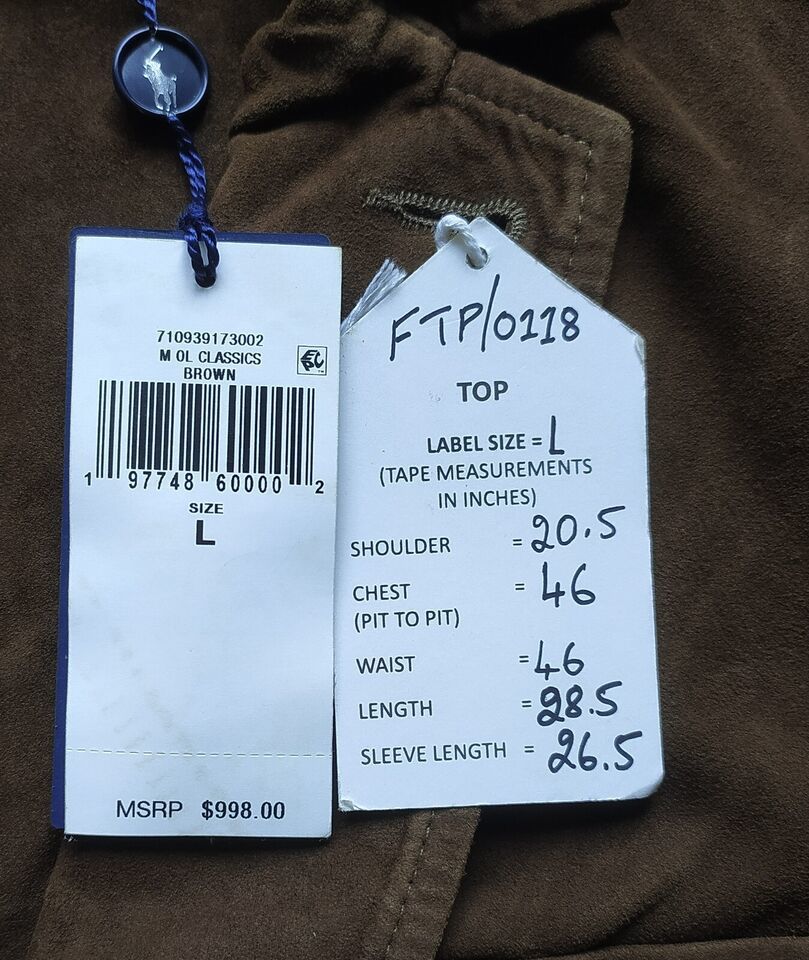 710939173002
M OL CLASSICS
BROWN
EPC
1 97748 60000 2
SIZE
L
MSRP $998.00
FTP/0118
TOP
LABEL SIZE = L
(TAPE MEASUREMENTS
IN INCHES)
SHOULDER = 20.5
CHEST = 46
(PIT TO PIT)
WAIST = 46
LENGTH = 28.5
SLEEVE LENGTH = 26.5